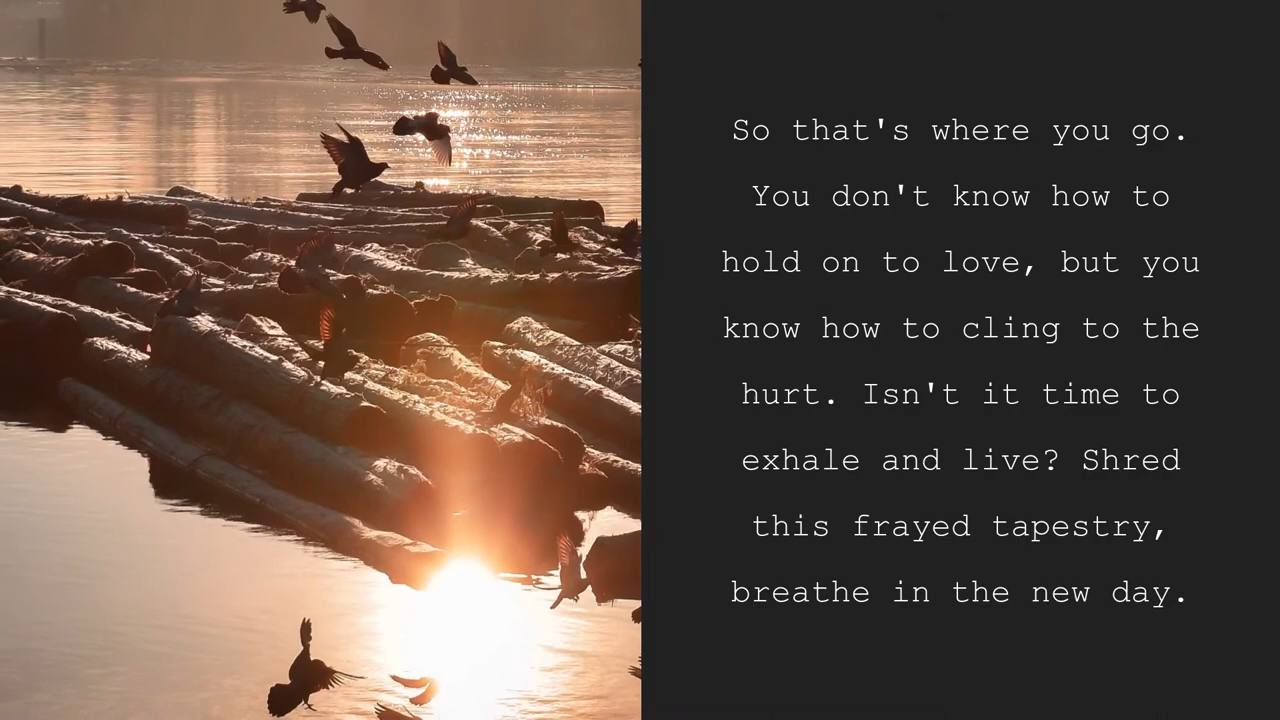 So that's where you go.
You don't know how to
hold on to love, but you
know how to cling to the
hurt. Isn't it time to
exhale and live? Shred
this frayed tapestry,
breathe in the new day.